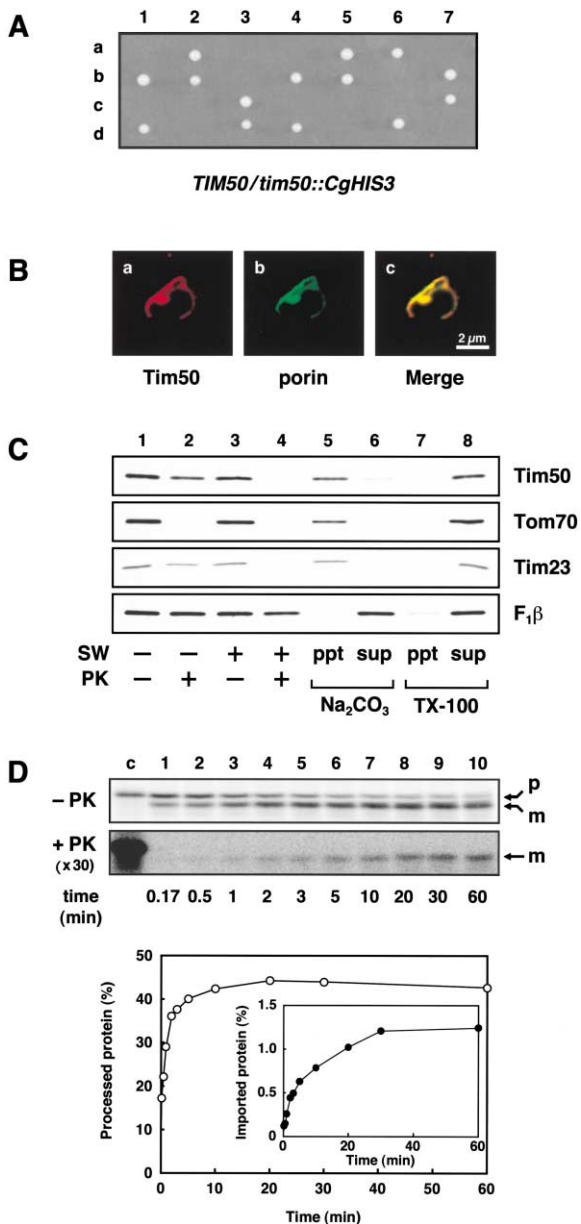 A
1 2 3 4 5 6 7
a
b
c
d
TIM50/tim50::CgHIS3
B
a b c
2 µm
Tim50 porin Merge
C
1 2 3 4 5 6 7 8
Tim50
Tom70
Tim23
F₁β
SW − − + + ppt sup ppt sup
PK − + − +
Na₂CO₃ TX-100
D
c 1 2 3 4 5 6 7 8 9 10
− PK
p
m
+ PK
(x30)
m
time
(min)
0.17 0.5 1 2 3 5 10 20 30 60
Processed protein (%)
50
40
30
20
10
0
0 10 20 30 40 50 60
Time (min)
Imported protein (%)
1.5
1.0
0.5
0
0 20 40 60
Time (min)